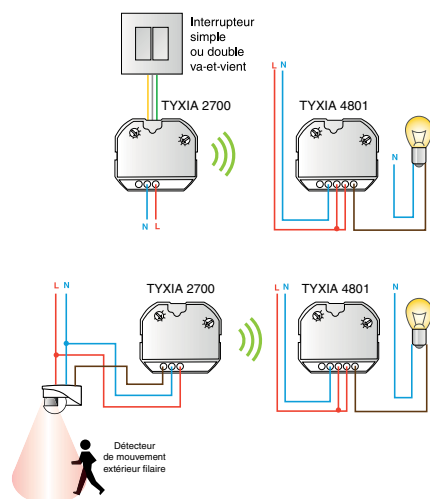 Interrupteur
simple
ou double
va-et-vient
TYXIA 2700
N L
L N
TYXIA 4801
N
L N
TYXIA 2700
L N
TYXIA 4801
N
Détecteur
de mouvement
extérieur filaire